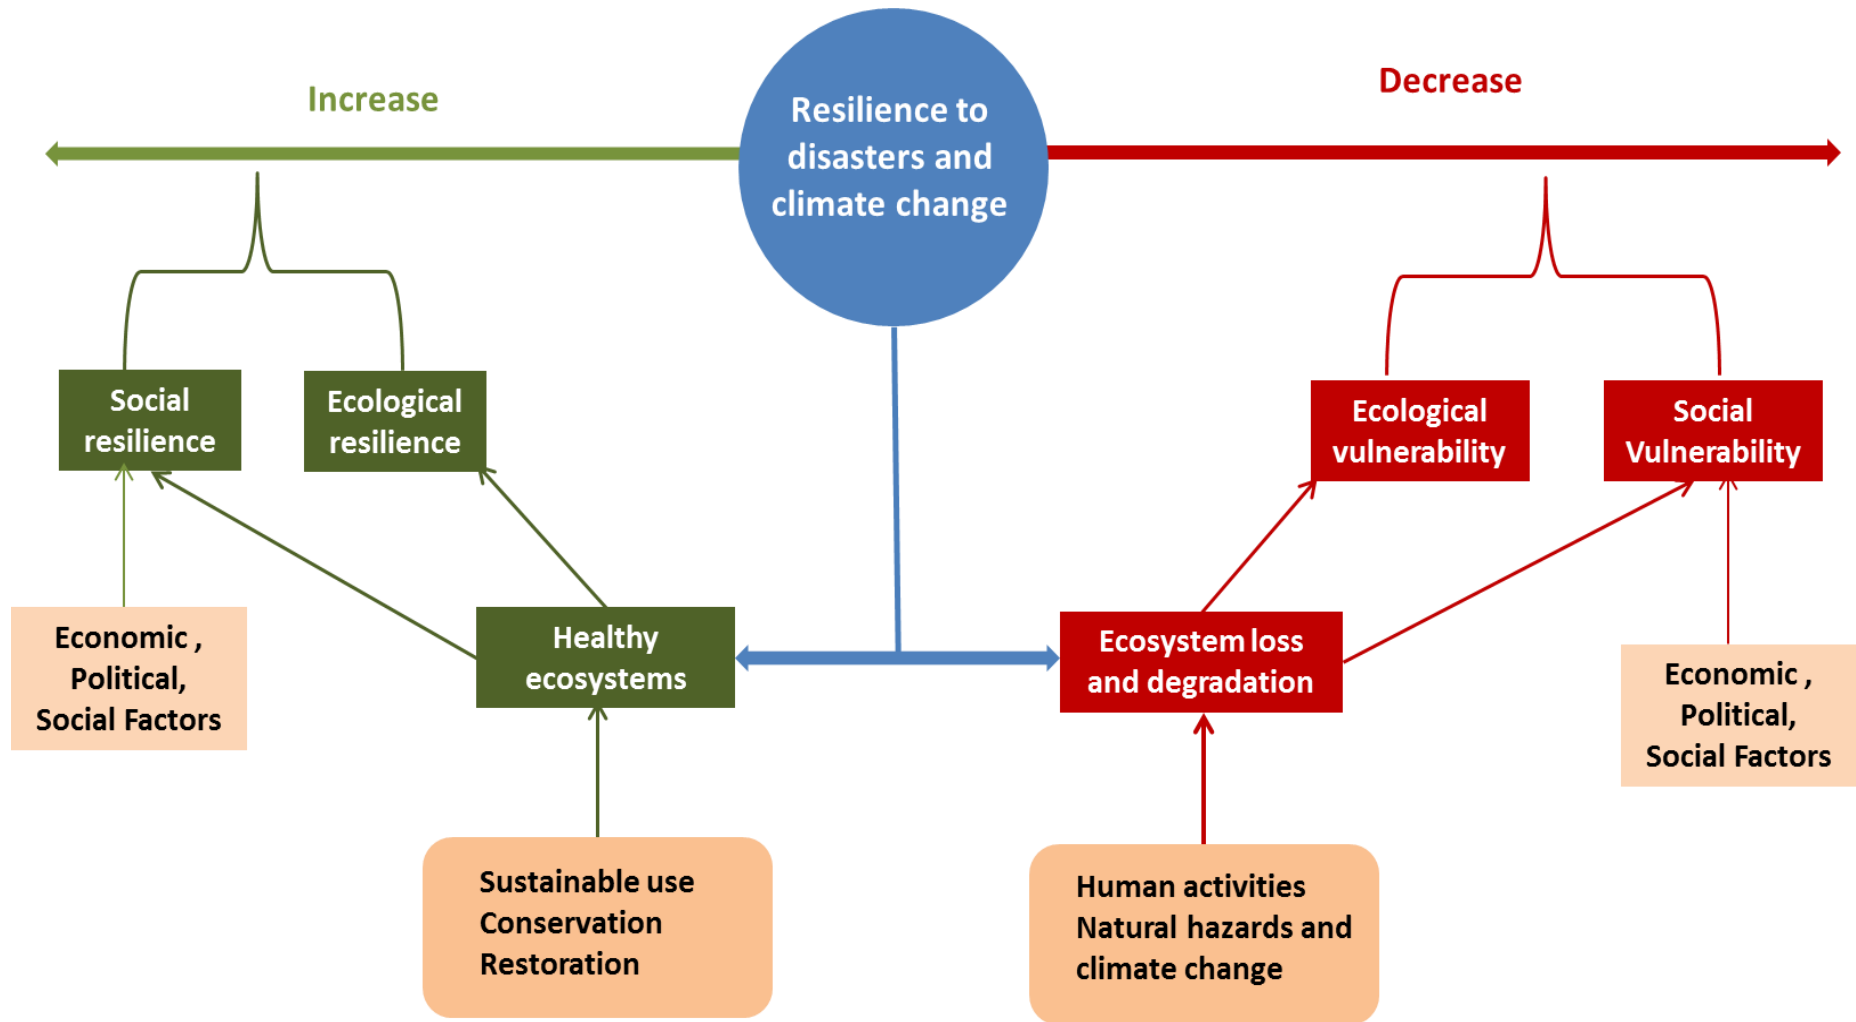 Increase
Resilience to
disasters and
climate change
Decrease
Social
resilience
Ecological
resilience
Ecological
vulnerability
Social
Vulnerability
Economic ,
Political,
Social Factors
Healthy
ecosystems
Ecosystem loss
and degradation
Economic ,
Political,
Social Factors
Sustainable use
Conservation
Restoration
Human activities
Natural hazards and
climate change